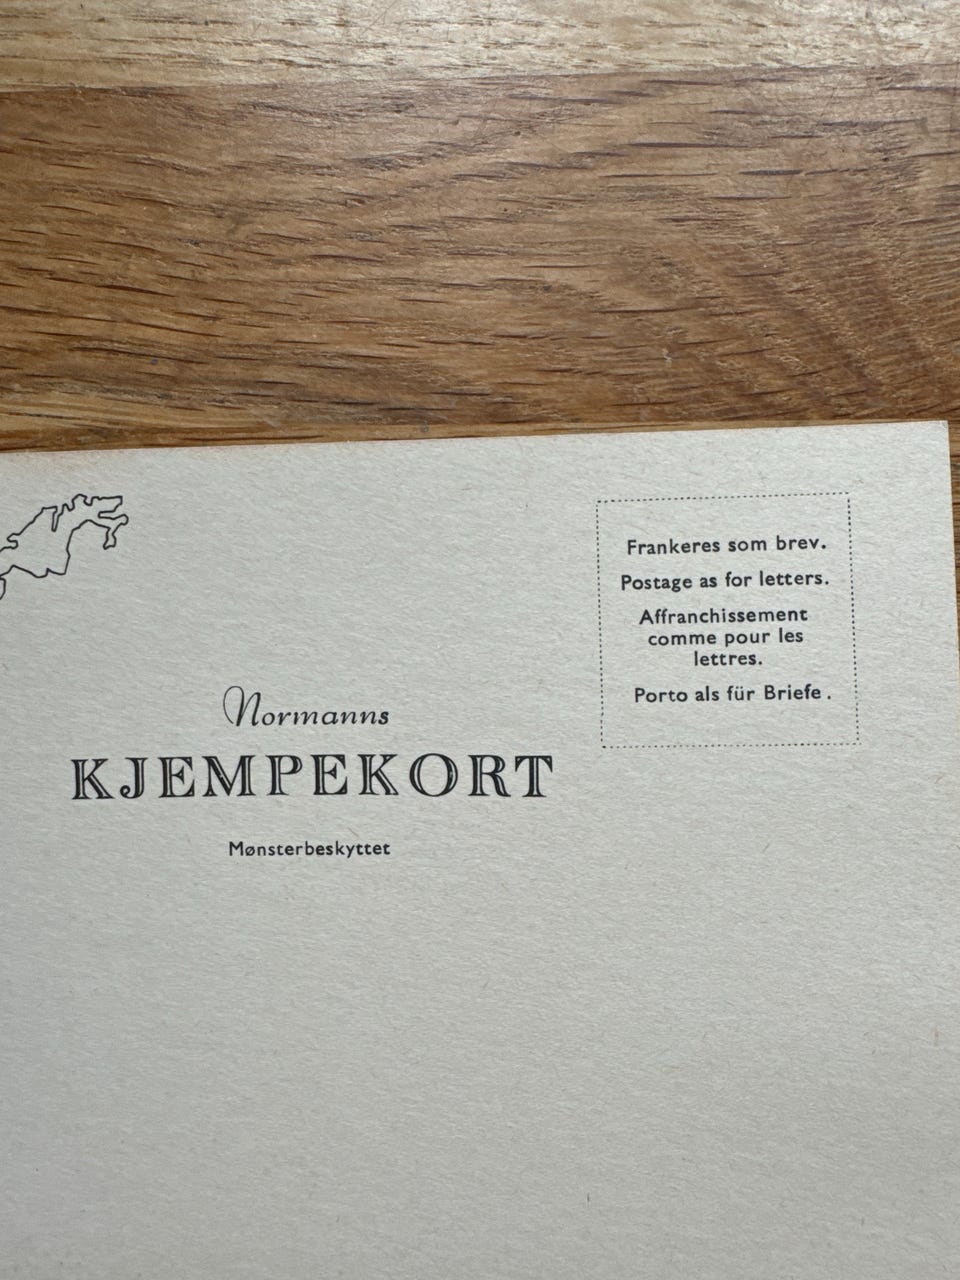 Frankeres som brev.
Postage as for letters.
Affranchissement
comme pour les
lettres.
Porto als für Briefe .
Normanns
KJEMPEKORT
Mønsterbeskyttet